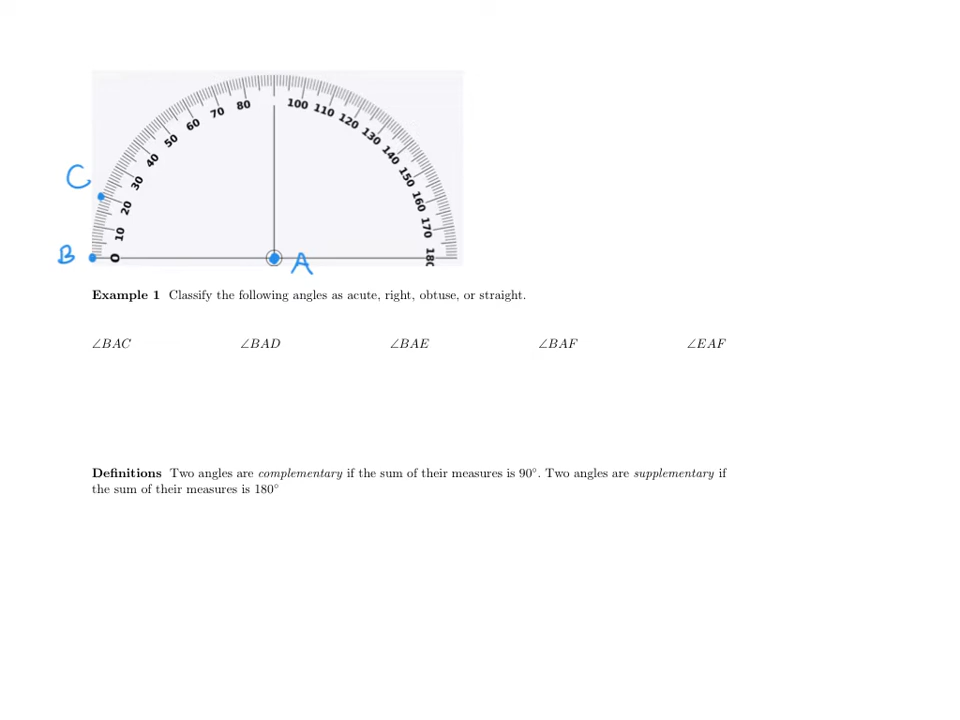 80 100
70 110
60 120
50 130
40 140
C 30 150
20 160
10 170
B 0 A 180
Example 1 Classify the following angles as acute, right, obtuse, or straight.
∠BAC ∠BAD ∠BAE ∠BAF ∠EAF
Definitions Two angles are complementary if the sum of their measures is 90°. Two angles are supplementary if
the sum of their measures is 180°